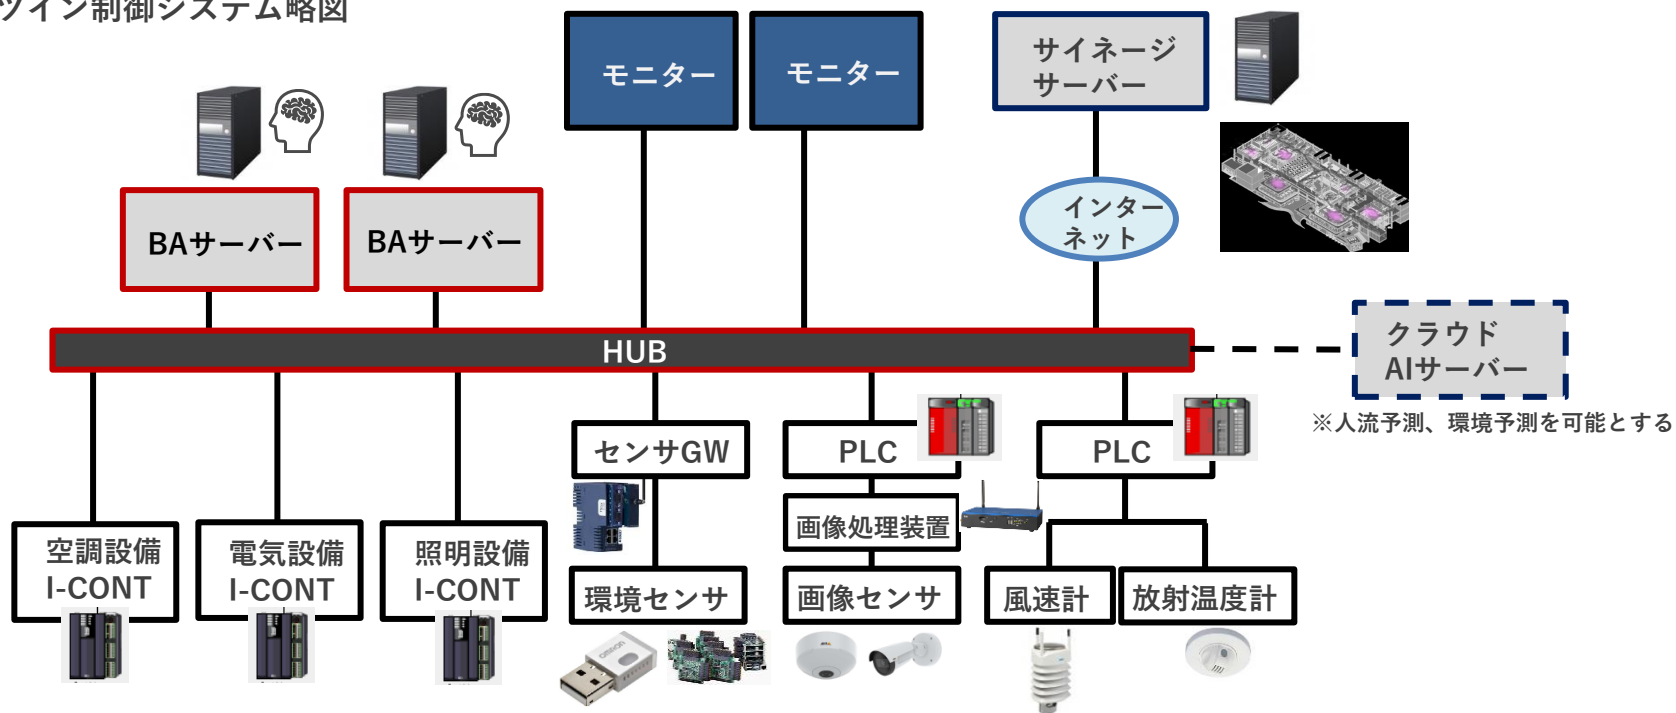 ツイン制御システム略図
モニター
モニター
サイネージ
サーバー
BAサーバー
BAサーバー
インター
ネット
HUB
クラウド
AIサーバー
※人流予測、環境予測を可能とする
センサGW
PLC
PLC
画像処理装置
空調設備
I-CONT
電気設備
I-CONT
照明設備
I-CONT
環境センサ
画像センサ
風速計
放射温度計
OMRON
AXIS